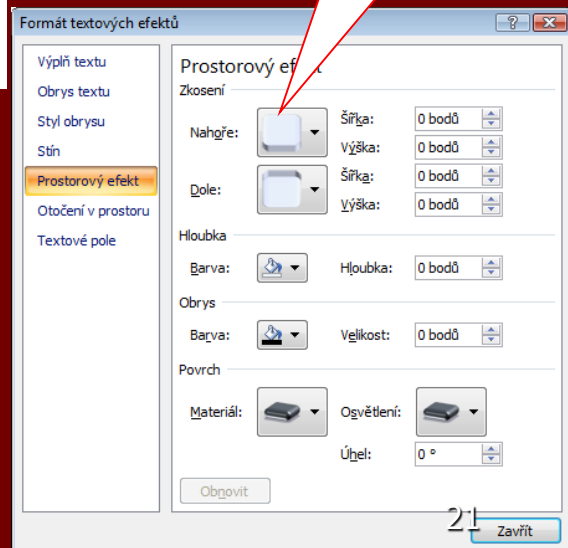 Formát textových efektů
Výplň textu
Obrys textu
Styl obrysu
Stín
Prostorový efekt
Otočení v prostoru
Textové pole
Prostorový efekt
Zkosení
Nahoře:
Šířka: 0 bodů
Výška: 0 bodů
Dole:
Šířka: 0 bodů
Výška: 0 bodů
Hloubka
Barva:
Hloubka: 0 bodů
Obrys
Barva:
Velikost: 0 bodů
Povrch
Materiál:
Osvětlení:
Úhel: 0 °
Obnovit
21
Zavřít